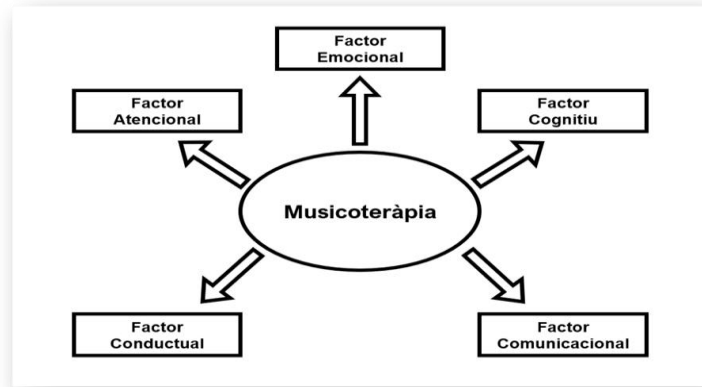 Factor
Emocional
Factor
Atencional
Factor
Cognitiu
Musicoteràpia
Factor
Conductual
Factor
Comunicacional